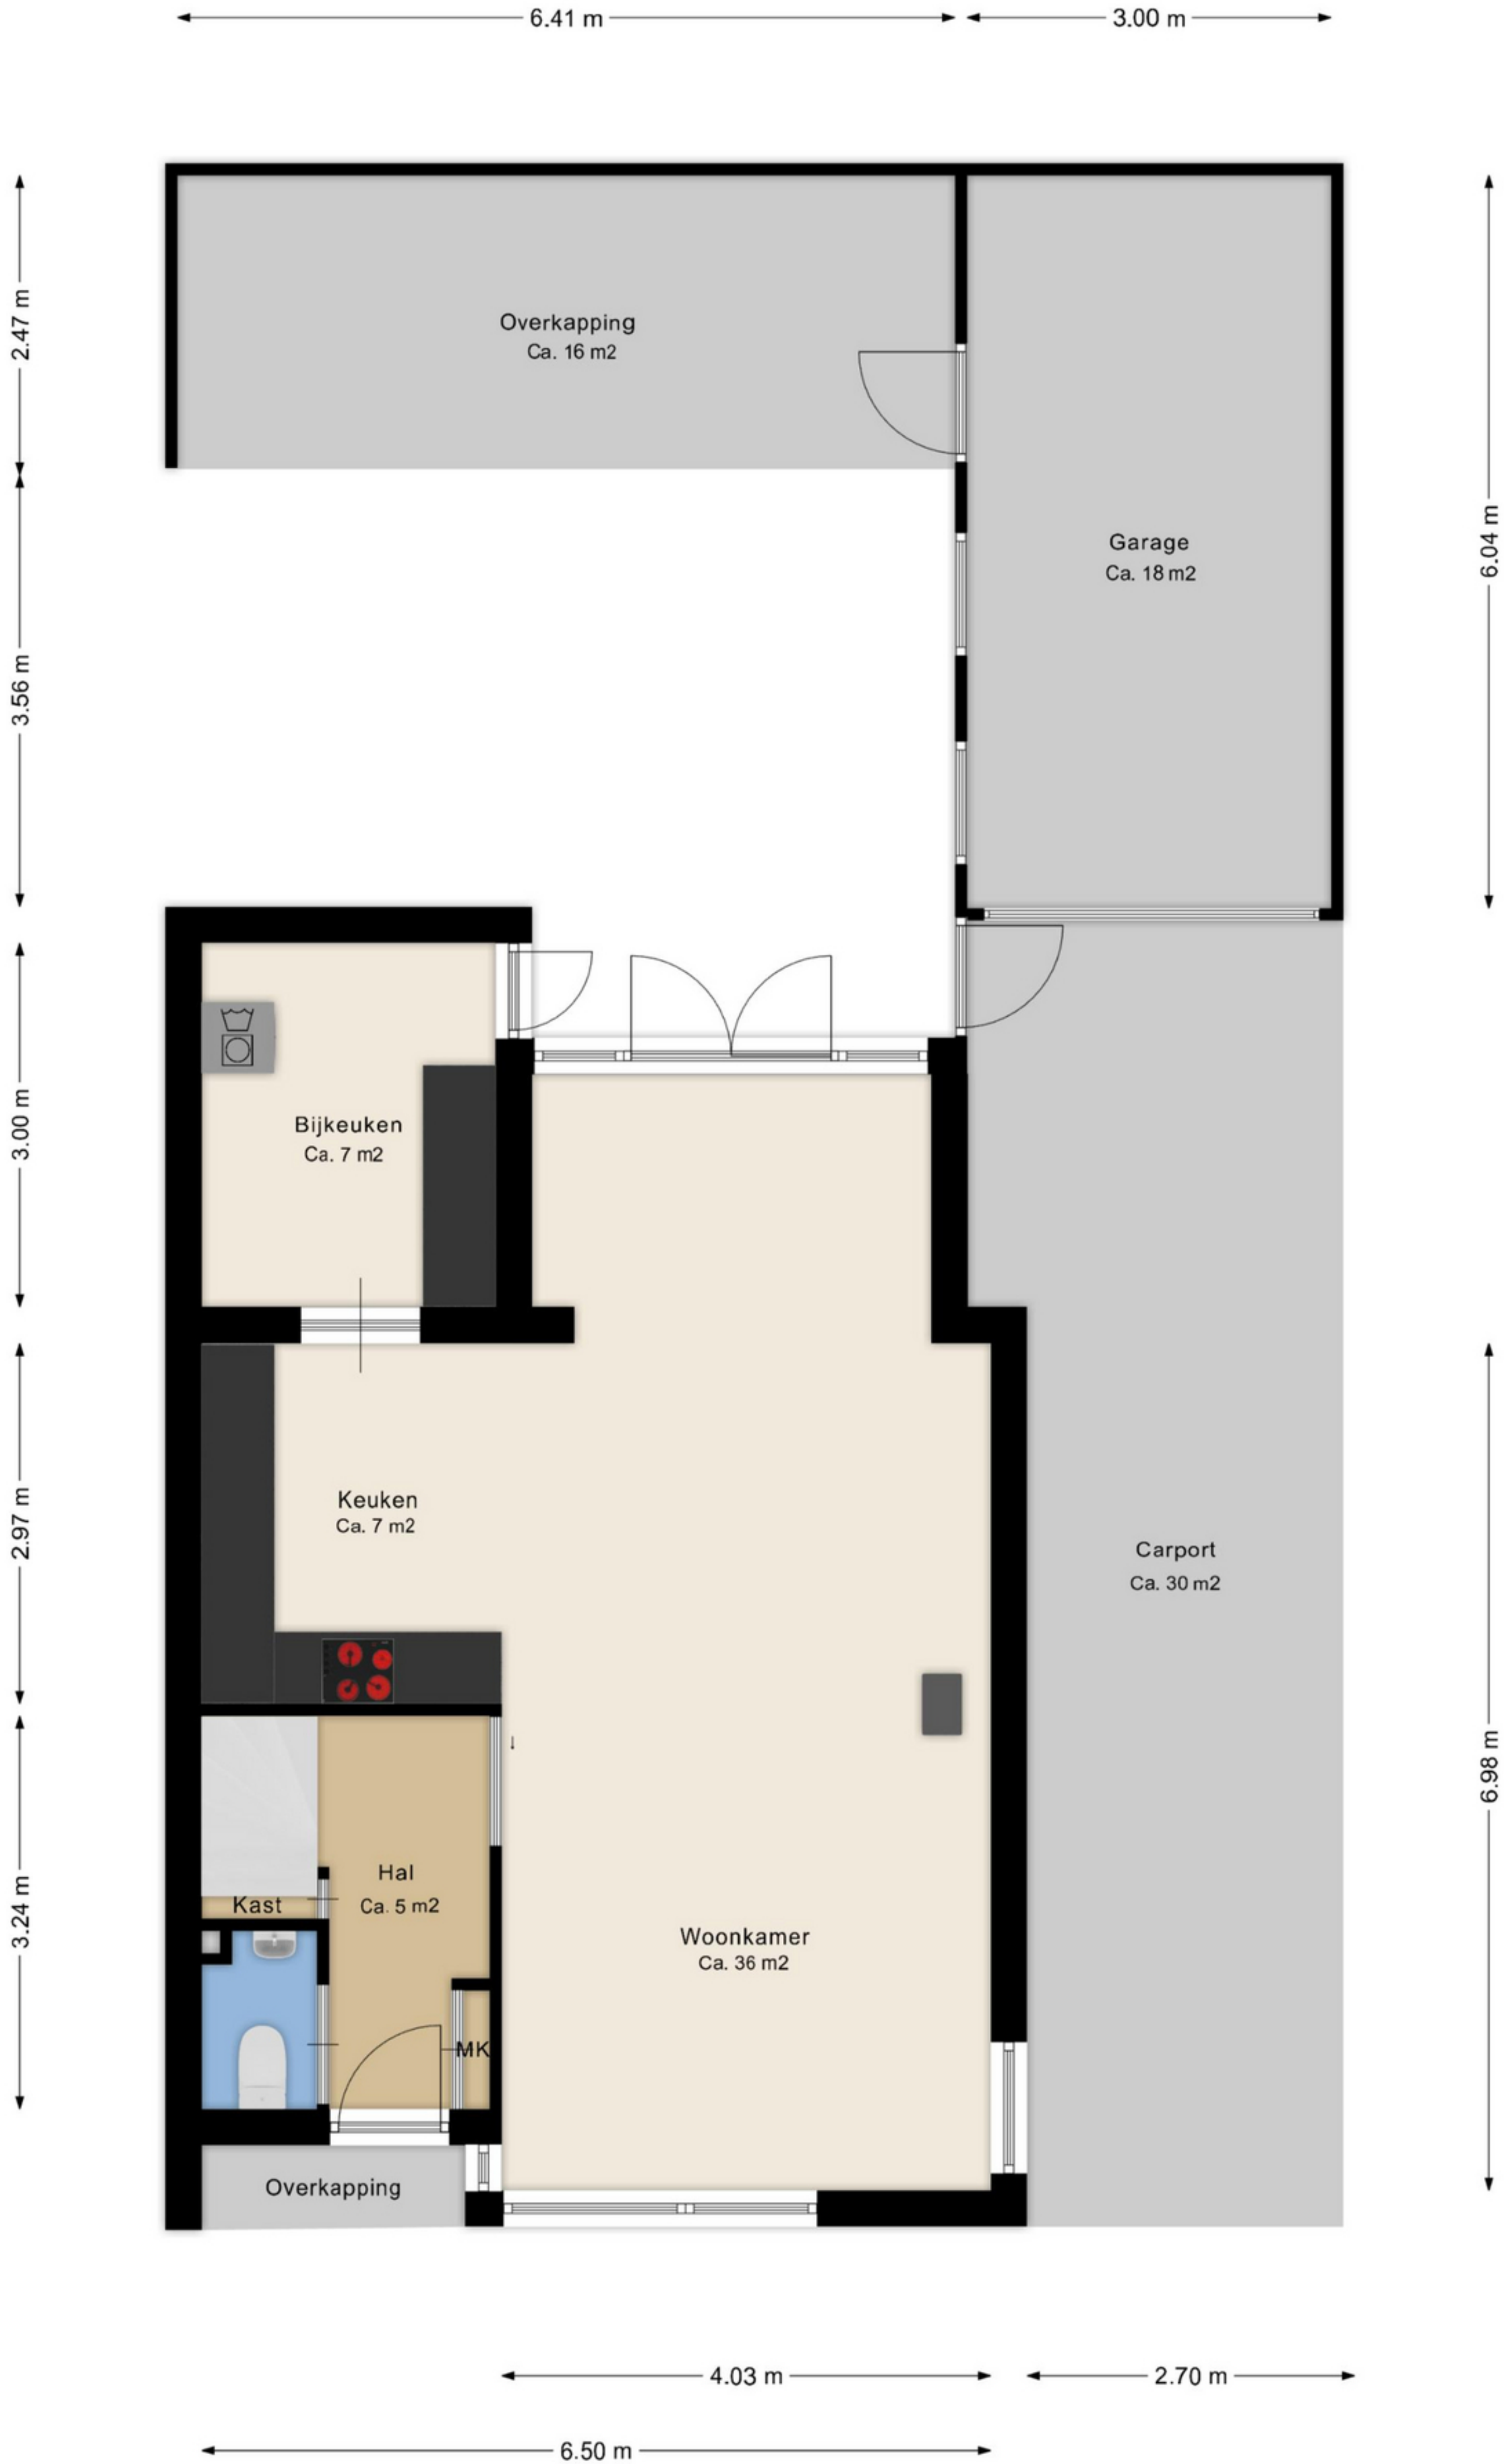 6.41 m
3.00 m
2.47 m
Overkapping
Ca. 16 m2
6.04 m
Garage
Ca. 18 m2
3.56 m
3.00 m
Bijkeuken
Ca. 7 m2
2.97 m
Keuken
Ca. 7 m2
Carport
Ca. 30 m2
6.98 m
3.24 m
Hal
Ca. 5 m2
Kast
Woonkamer
Ca. 36 m2
MK
Overkapping
4.03 m
2.70 m
6.50 m